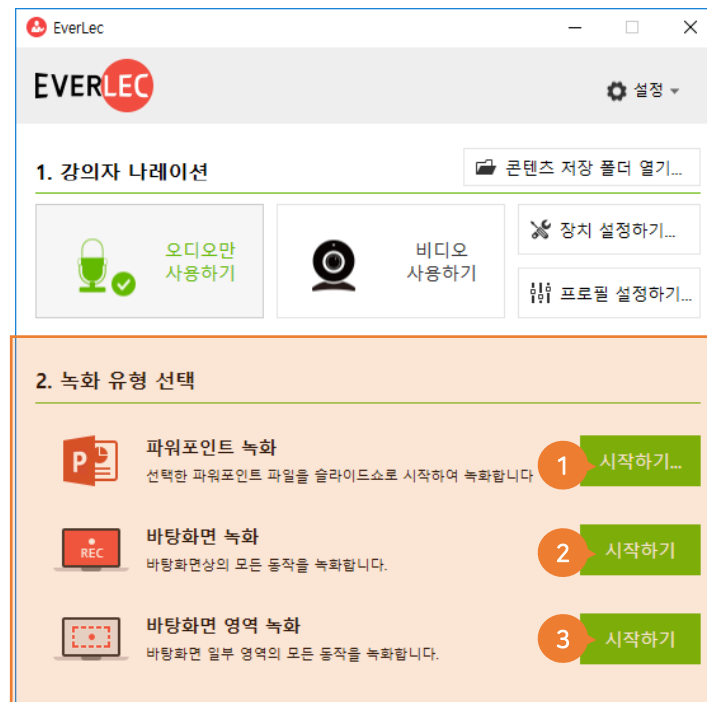 EverLec
EVERLEC
설정
1. 강의자 나레이션
콘텐츠 저장 폴더 열기...
오디오만
사용하기
비디오
사용하기
장치 설정하기...
프로필 설정하기...
2. 녹화 유형 선택
P
파워포인트 녹화
선택한 파워포인트 파일을 슬라이드쇼로 시작하여 녹화합니다
1
시작하기...
REC
바탕화면 녹화
바탕화면상의 모든 동작을 녹화합니다.
2
시작하기
바탕화면 영역 녹화
바탕화면 일부 영역의 모든 동작을 녹화합니다.
3
시작하기